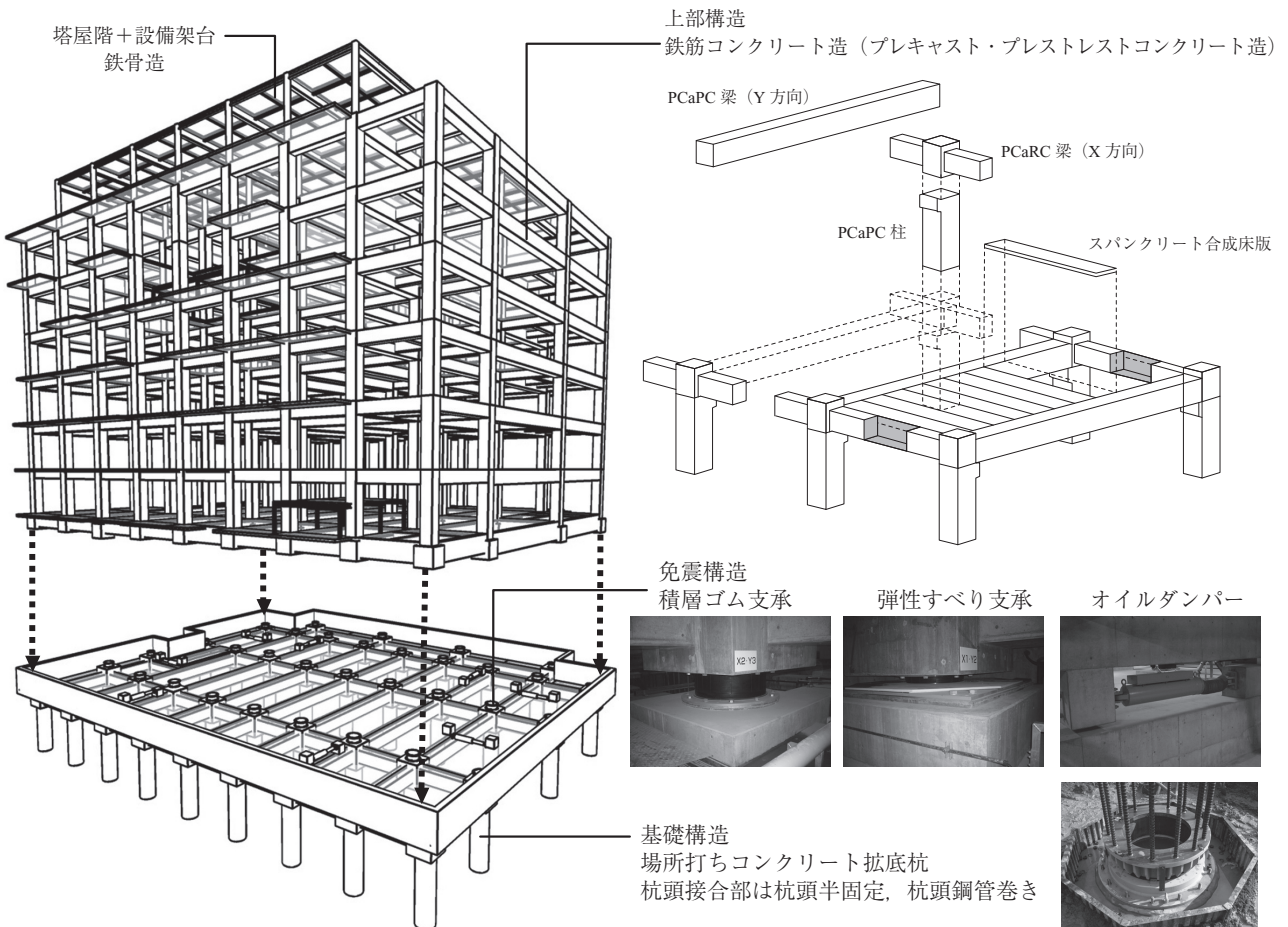 塔屋階＋設備架台
鉄骨造
上部構造
鉄筋コンクリート造（プレキャスト・プレストレストコンクリート造）
PCaPC 梁（Y 方向）
PCaRC 梁（X 方向）
PCaPC 柱
スパンクリート合成床版
免震構造
積層ゴム支承
弾性すべり支承
オイルダンパー
X2-Y3
X1-Y2
基礎構造
場所打ちコンクリート拡底杭
杭頭接合部は杭頭半固定，杭頭鋼管巻き